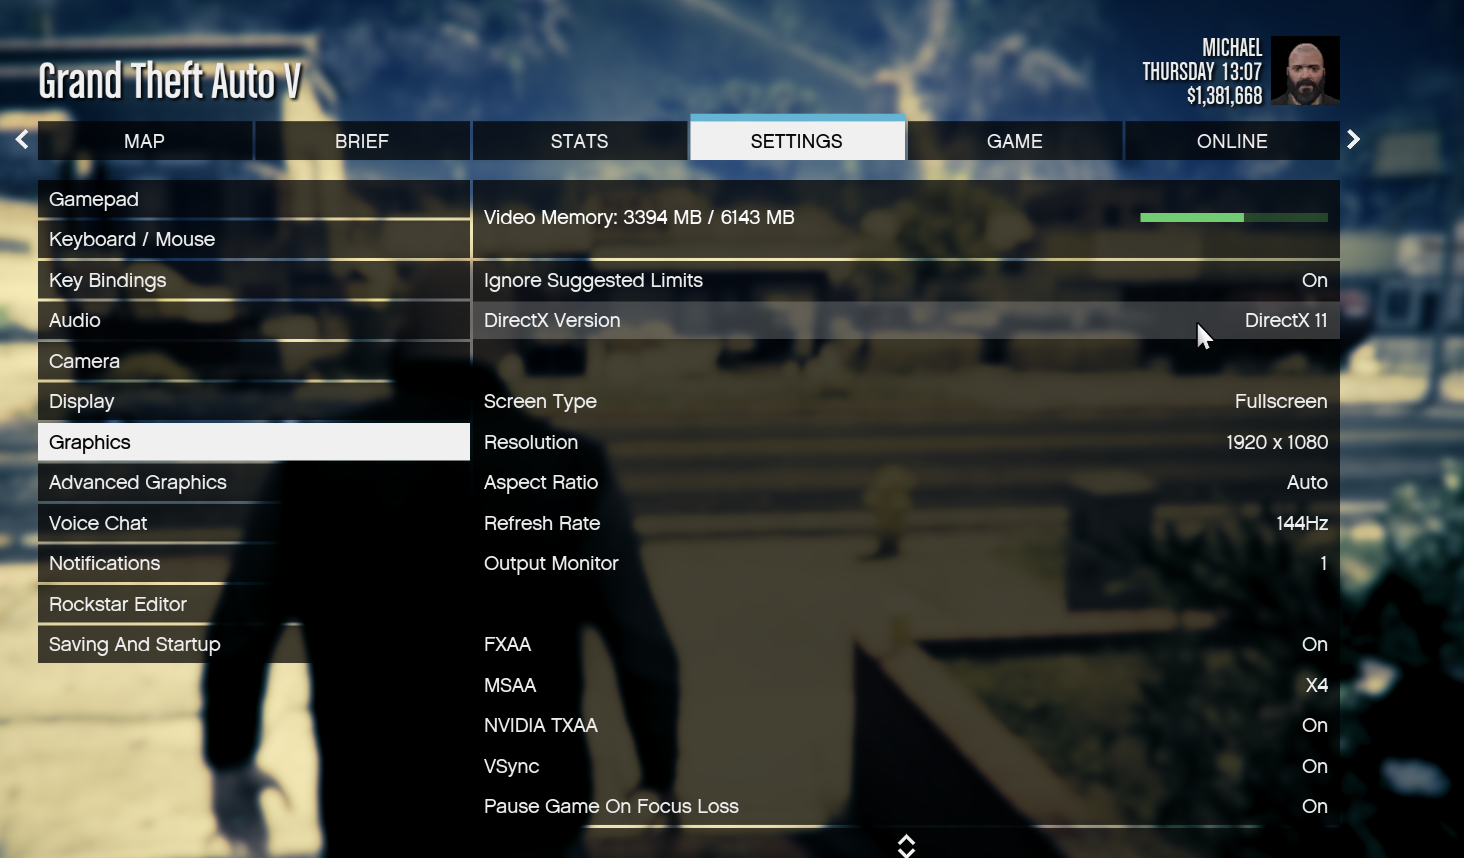 Grand Theft Auto V
MICHAEL
THURSDAY 13:07
$1,381,668
MAP
BRIEF
STATS
SETTINGS
GAME
ONLINE
Gamepad
Keyboard / Mouse
Key Bindings
Audio
Camera
Display
Graphics
Advanced Graphics
Voice Chat
Notifications
Rockstar Editor
Saving And Startup
Video Memory: 3394 MB / 6143 MB
Ignore Suggested Limits On
DirectX Version DirectX 11
Screen Type Fullscreen
Resolution 1920 x 1080
Aspect Ratio Auto
Refresh Rate 144Hz
Output Monitor 1
FXAA On
MSAA X4
NVIDIA TXAA On
VSync On
Pause Game On Focus Loss On